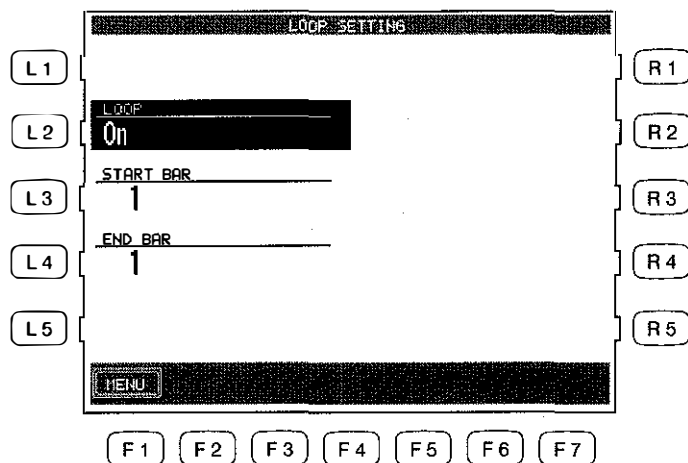 LOOP SETTING
L1
R1
LOOP
L2
On
R2
START BAR
L3
1
R3
END BAR
L4
1
R4
L5
R5
MENU
F1 F2 F3 F4 F5 F6 F7